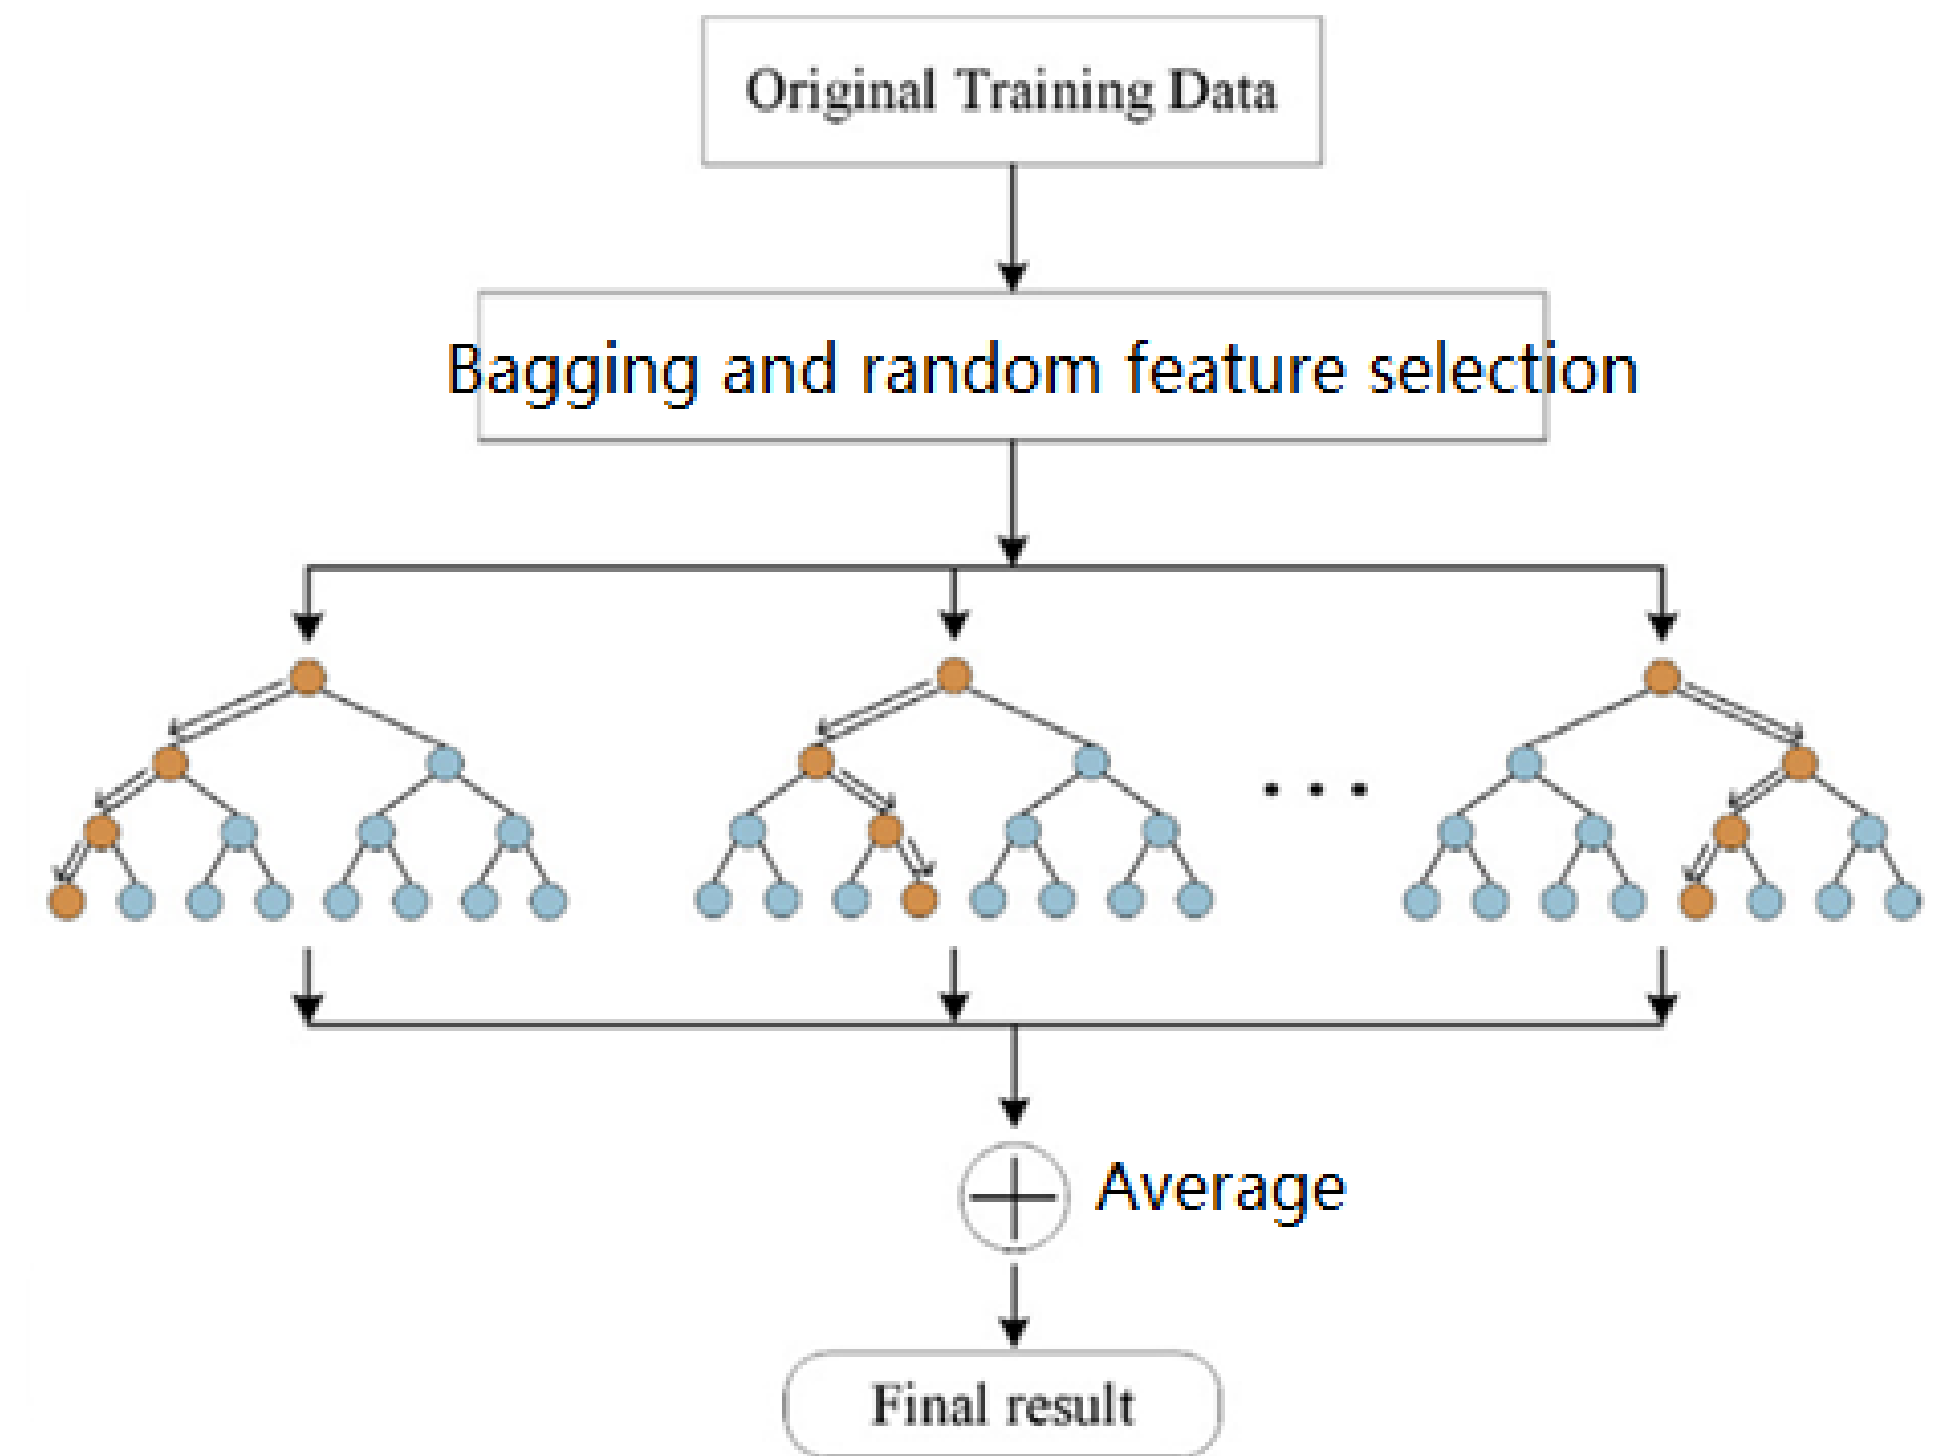 Original Training Data
Bagging and random feature selection
Average
Final result